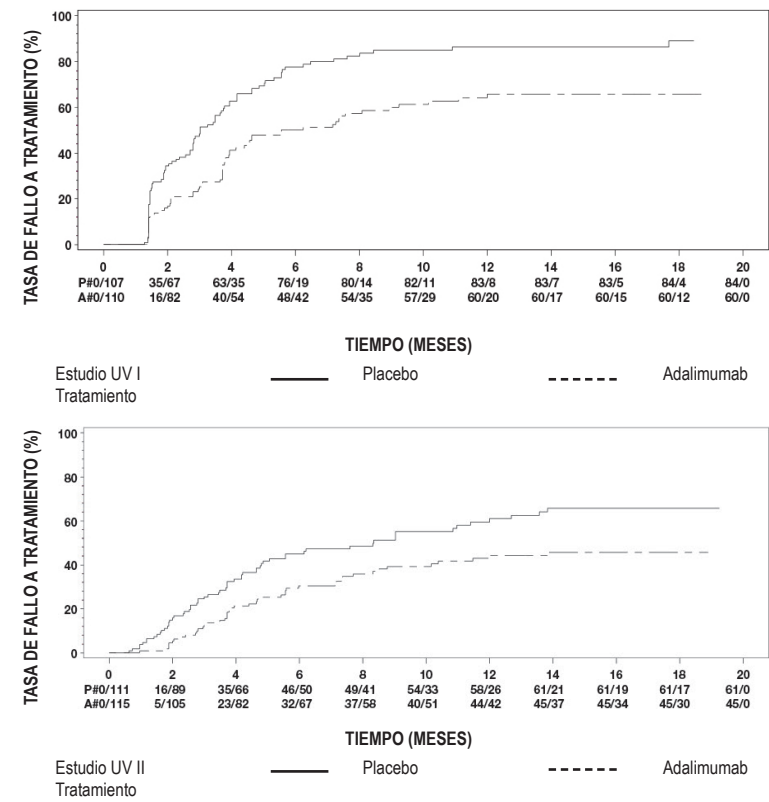 TASA DE FALLO A TRATAMIENTO (%)
100
80
60
40
20
0
0 2 4 6 8 10 12 14 16 18 20
P#0/107 35/67 63/35 76/19 80/14 82/11 83/8 83/7 83/5 84/4 84/0
A#0/110 16/82 40/54 48/42 54/35 57/29 60/20 60/17 60/15 60/12 60/0
TIEMPO (MESES)
Estudio UV I Placebo Adalimumab
Tratamiento
TASA DE FALLO A TRATAMIENTO (%)
100
80
60
40
20
0
0 2 4 6 8 10 12 14 16 18 20
P#0/111 16/89 35/66 46/50 49/41 54/33 58/26 61/21 61/19 61/17 61/0
A#0/115 5/105 23/82 32/67 37/58 40/51 44/42 45/37 45/34 45/30 45/0
TIEMPO (MESES)
Estudio UV II Placebo Adalimumab
Tratamiento